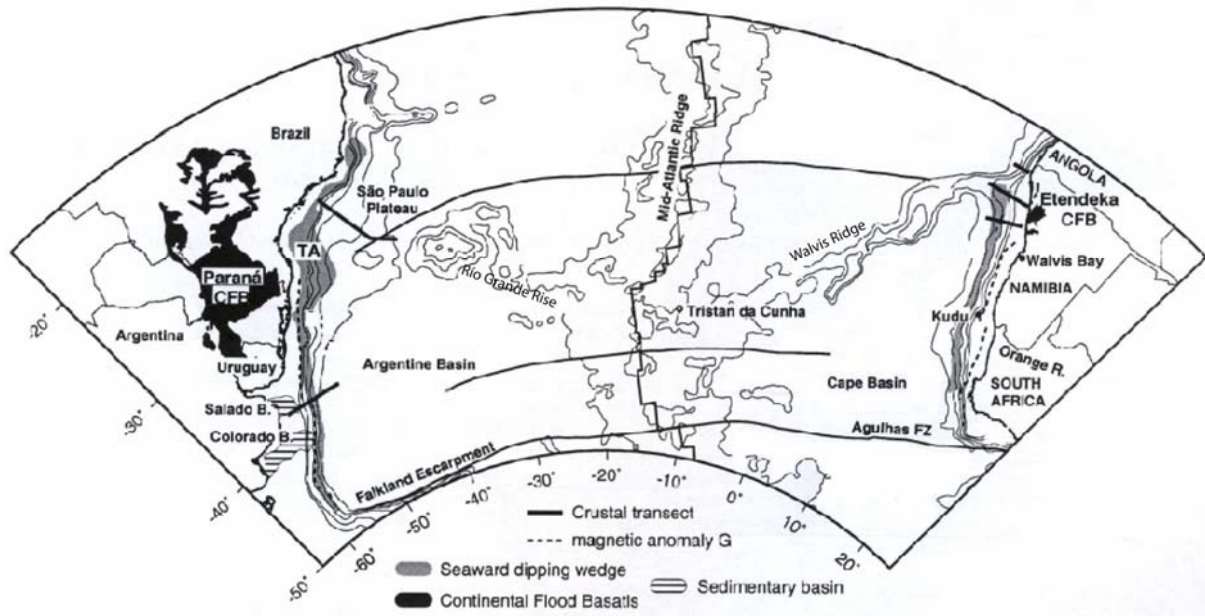 Brazil
São Paulo
Plateau
TA
Paraná
CFB
Argentina
Uruguay
Salado B.
Colorado B.
Argentine Basin
Rio Grande Rise
Falkland Escarpment
Mid-Atlantic Ridge
Walvis Ridge
Tristan da Cunha
Cape Basin
Agulhas FZ
ANGOLA
Etendeka
CFB
Walvis Bay
NAMIBIA
Kudu
Orange R.
SOUTH
AFRICA
-20°
-30°
-40°
-50°
-60°
-50°
-40°
-30°
-20°
-10°
0°
10°
20°
Crustal transect
magnetic anomaly G
Seaward dipping wedge
Sedimentary basin
Continental Flood Basatls